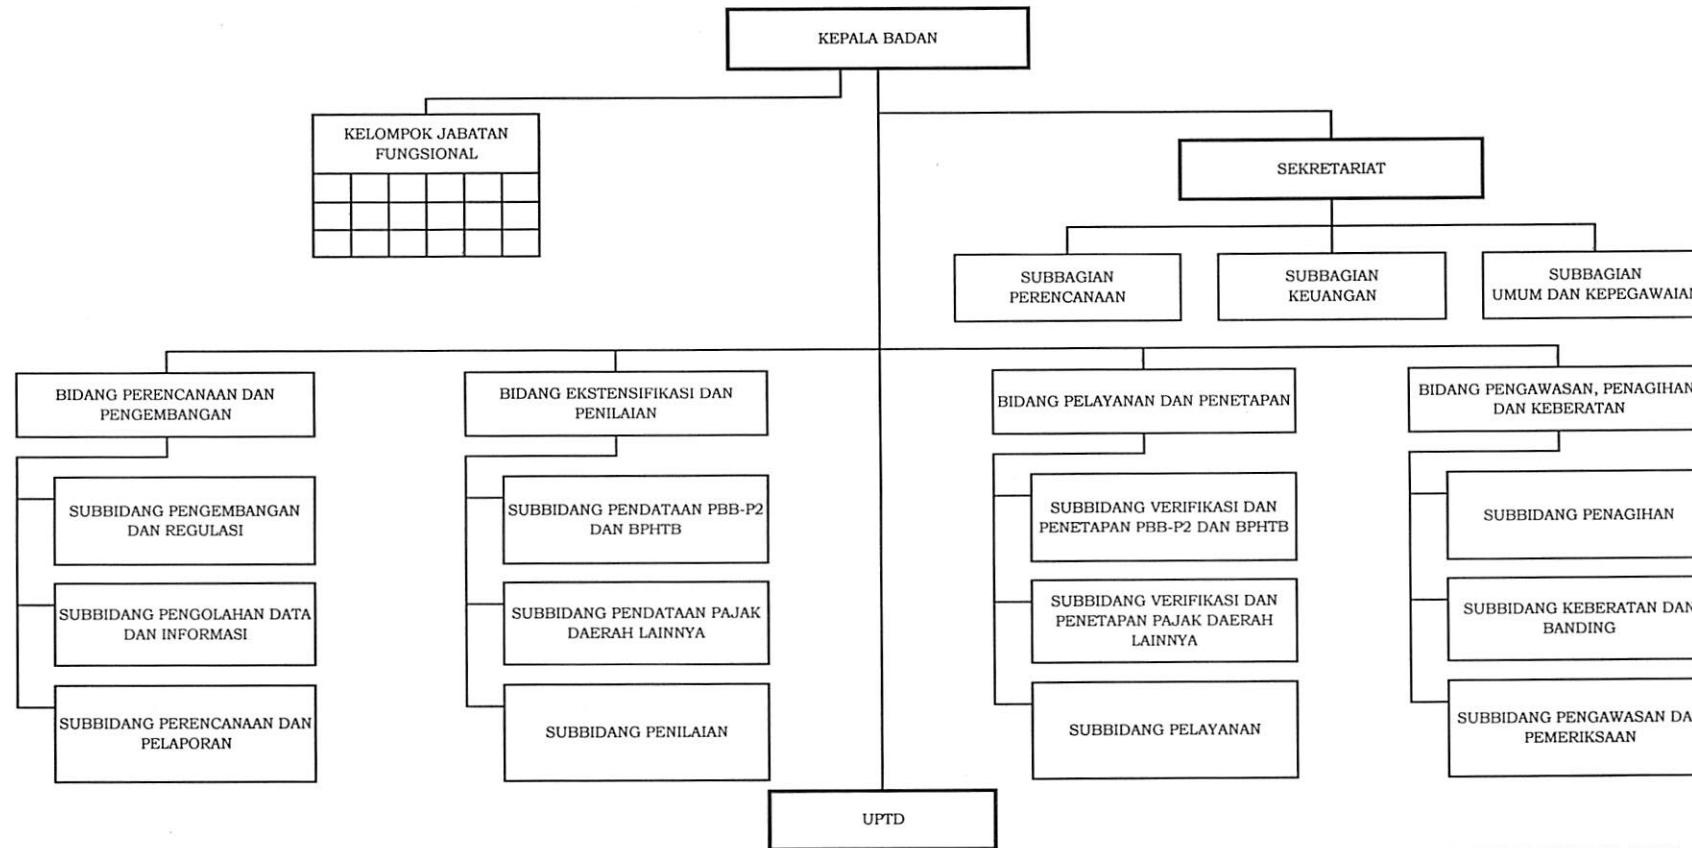 KEPALA BADAN
KELOMPOK JABATAN
FUNGSIONAL
SEKRETARIAT
SUBBAGIAN
PERENCANAAN
SUBBAGIAN
KEUANGAN
SUBBAGIAN
UMUM DAN KEPEGAWAIAN
BIDANG PERENCANAAN DAN
PENGEMBANGAN
SUBBIDANG PENGEMBANGAN
DAN REGULASI
SUBBIDANG PENGOLAHAN DATA
DAN INFORMASI
SUBBIDANG PERENCANAAN DAN
PELAPORAN
BIDANG EKSTENSIFIKASI DAN
PENILAIAN
SUBBIDANG PENDATAAN PBB-P2
DAN BPHTB
SUBBIDANG PENDATAAN PAJAK
DAERAH LAINNYA
SUBBIDANG PENILAIAN
BIDANG PELAYANAN DAN PENETAPAN
SUBBIDANG VERIFIKASI DAN
PENETAPAN PBB-P2 DAN BPHTB
SUBBIDANG VERIFIKASI DAN
PENETAPAN PAJAK DAERAH
LAINNYA
SUBBIDANG PELAYANAN
BIDANG PENGAWASAN, PENAGIHAN
DAN KEBERATAN
SUBBIDANG PENAGIHAN
SUBBIDANG KEBERATAN DAN
BANDING
SUBBIDANG PENGAWASAN DA
PEMERIKSAAN
UPTD